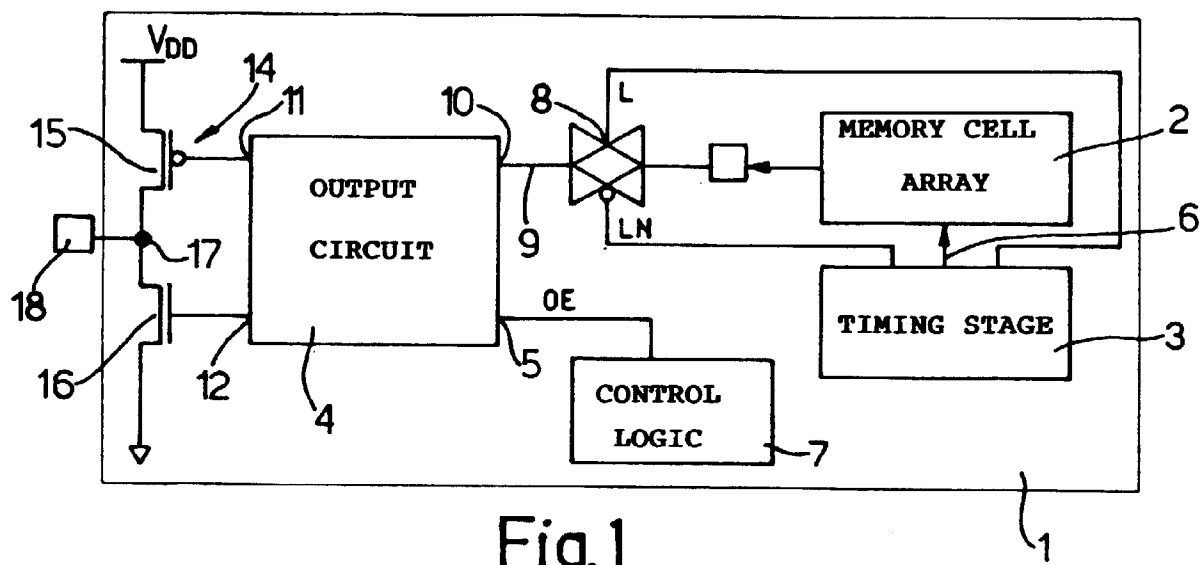 VDD
14
11
10
8
L
15
MEMORY CELL
ARRAY
2
OUTPUT
CIRCUIT
9
LN
6
18
17
OE
TIMING STAGE
3
16
12
4
5
CONTROL
LOGIC
7
1
Fig.1